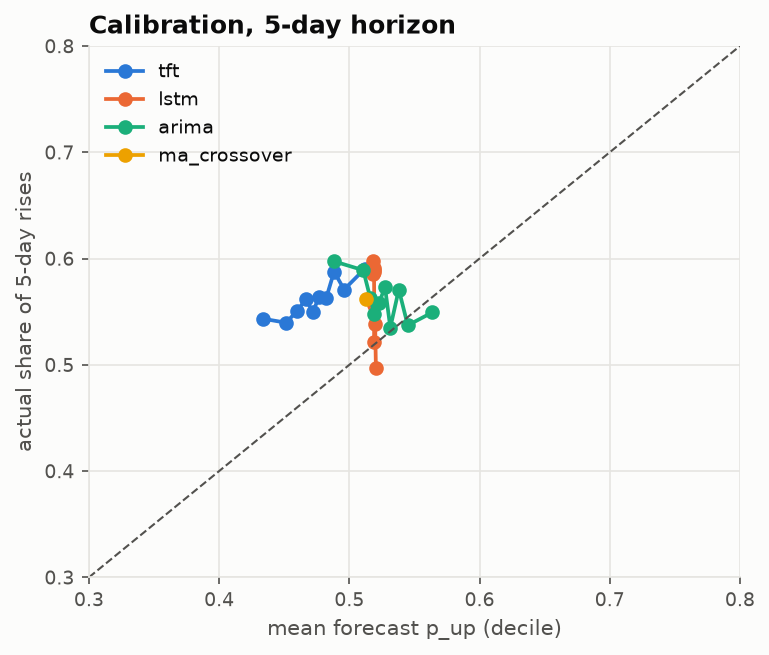 Calibration, 5-day horizon
tft
lstm
arima
ma_crossover
actual share of 5-day rises
0.8
0.7
0.6
0.5
0.4
0.3
0.3 0.4 0.5 0.6 0.7 0.8
mean forecast p_up (decile)